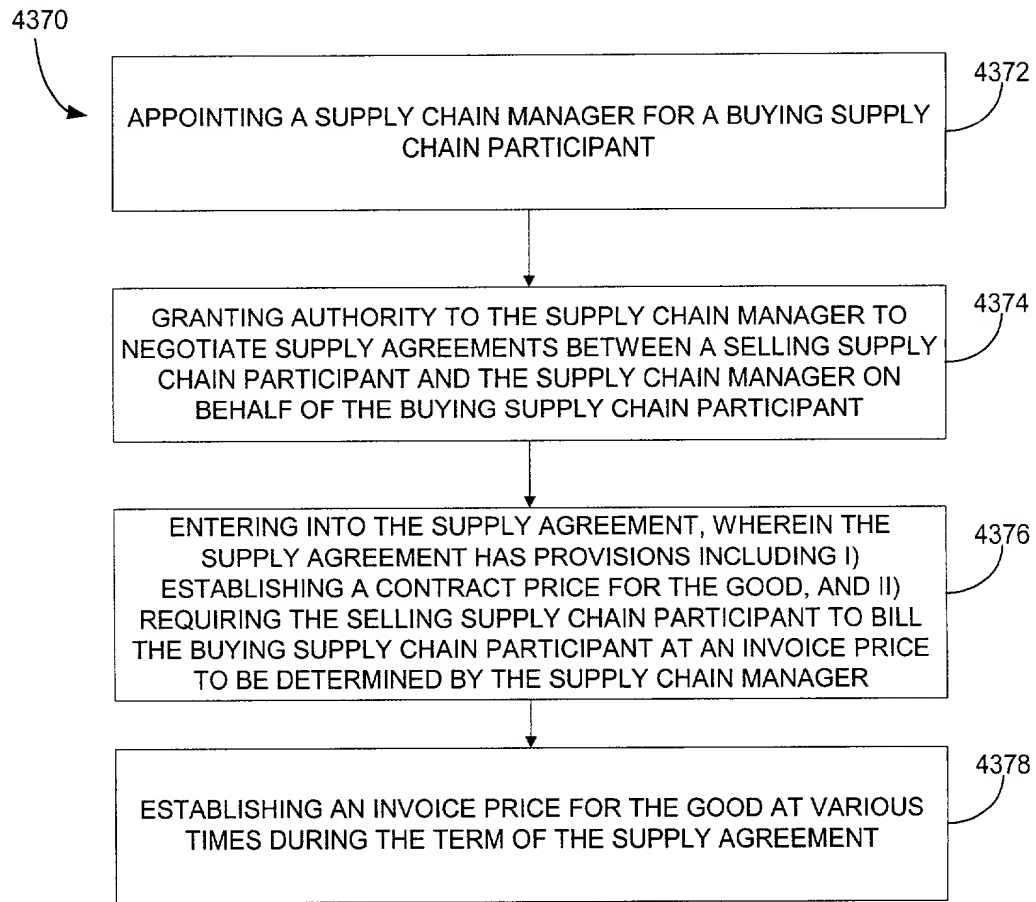 4370
4372
APPOINTING A SUPPLY CHAIN MANAGER FOR A BUYING SUPPLY
CHAIN PARTICIPANT
4374
GRANTING AUTHORITY TO THE SUPPLY CHAIN MANAGER TO
NEGOTIATE SUPPLY AGREEMENTS BETWEEN A SELLING SUPPLY
CHAIN PARTICIPANT AND THE SUPPLY CHAIN MANAGER ON
BEHALF OF THE BUYING SUPPLY CHAIN PARTICIPANT
4376
ENTERING INTO THE SUPPLY AGREEMENT, WHEREIN THE
SUPPLY AGREEMENT HAS PROVISIONS INCLUDING I)
ESTABLISHING A CONTRACT PRICE FOR THE GOOD, AND II)
REQUIRING THE SELLING SUPPLY CHAIN PARTICIPANT TO BILL
THE BUYING SUPPLY CHAIN PARTICIPANT AT AN INVOICE PRICE
TO BE DETERMINED BY THE SUPPLY CHAIN MANAGER
4378
ESTABLISHING AN INVOICE PRICE FOR THE GOOD AT VARIOUS
TIMES DURING THE TERM OF THE SUPPLY AGREEMENT